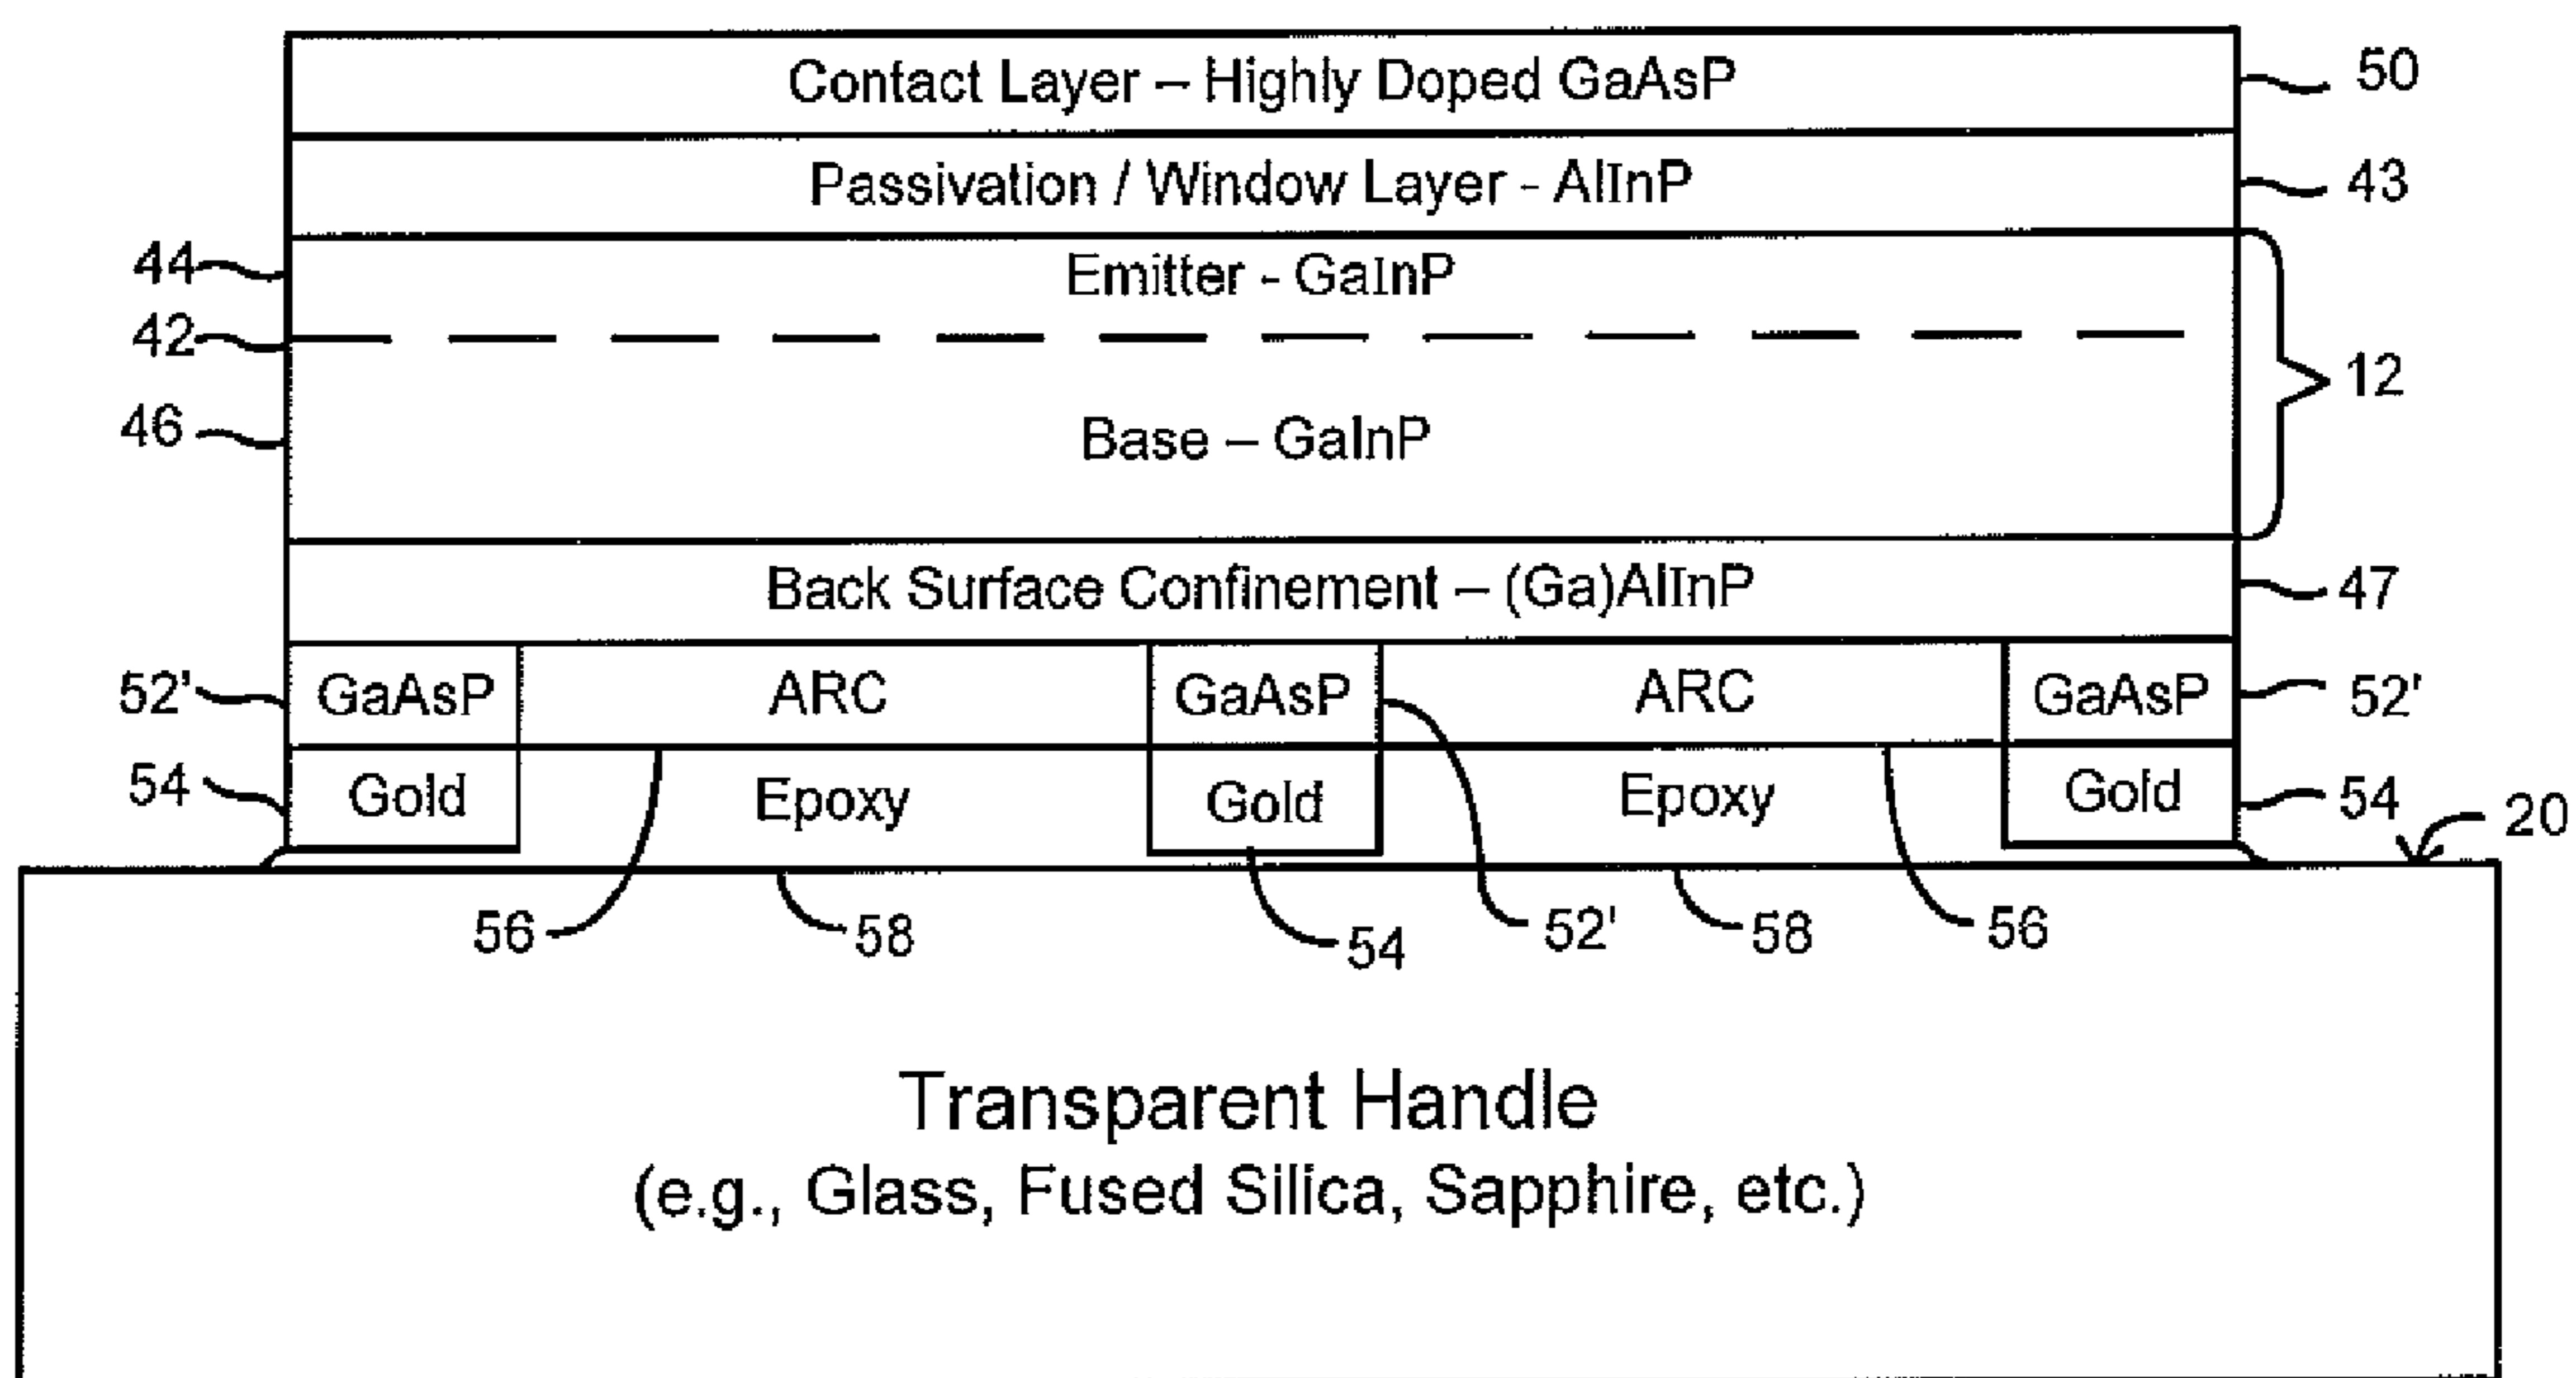 Contact Layer – Highly Doped GaAsP
50
Passivation / Window Layer - AlInP
43
44
Emitter - GaInP
42
12
46
Base – GaInP
Back Surface Confinement – (Ga)AlInP
47
52' GaAsP ARC GaAsP ARC GaAsP 52'
54 Gold Epoxy Gold Epoxy Gold 54
20
56 58 54 52' 58 56
Transparent Handle
(e.g., Glass, Fused Silica, Sapphire, etc.)